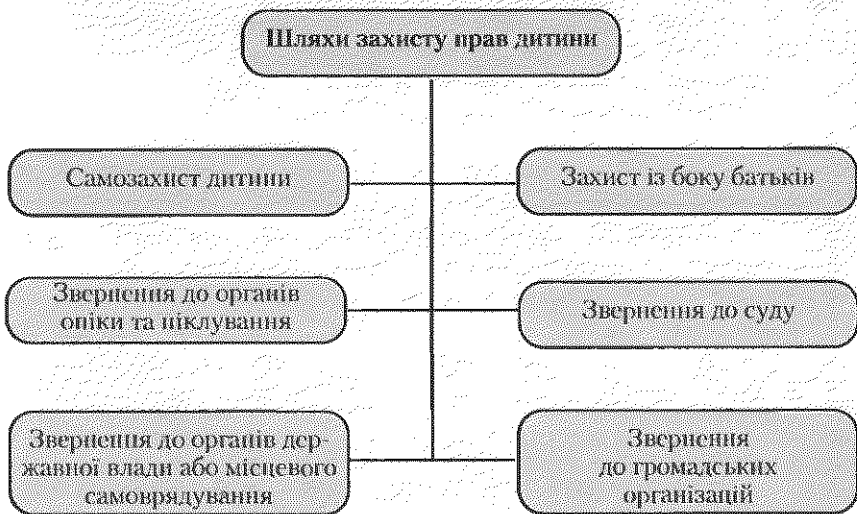 Шляхи захисту прав дитини
Самозахист дитини
Захист із боку батьків
Звернення до органів
опіки та піклування
Звернення до суду
Звернення до органів дер-
жавної влади або місцевого
самоврядування
Звернення
до громадських
організацій